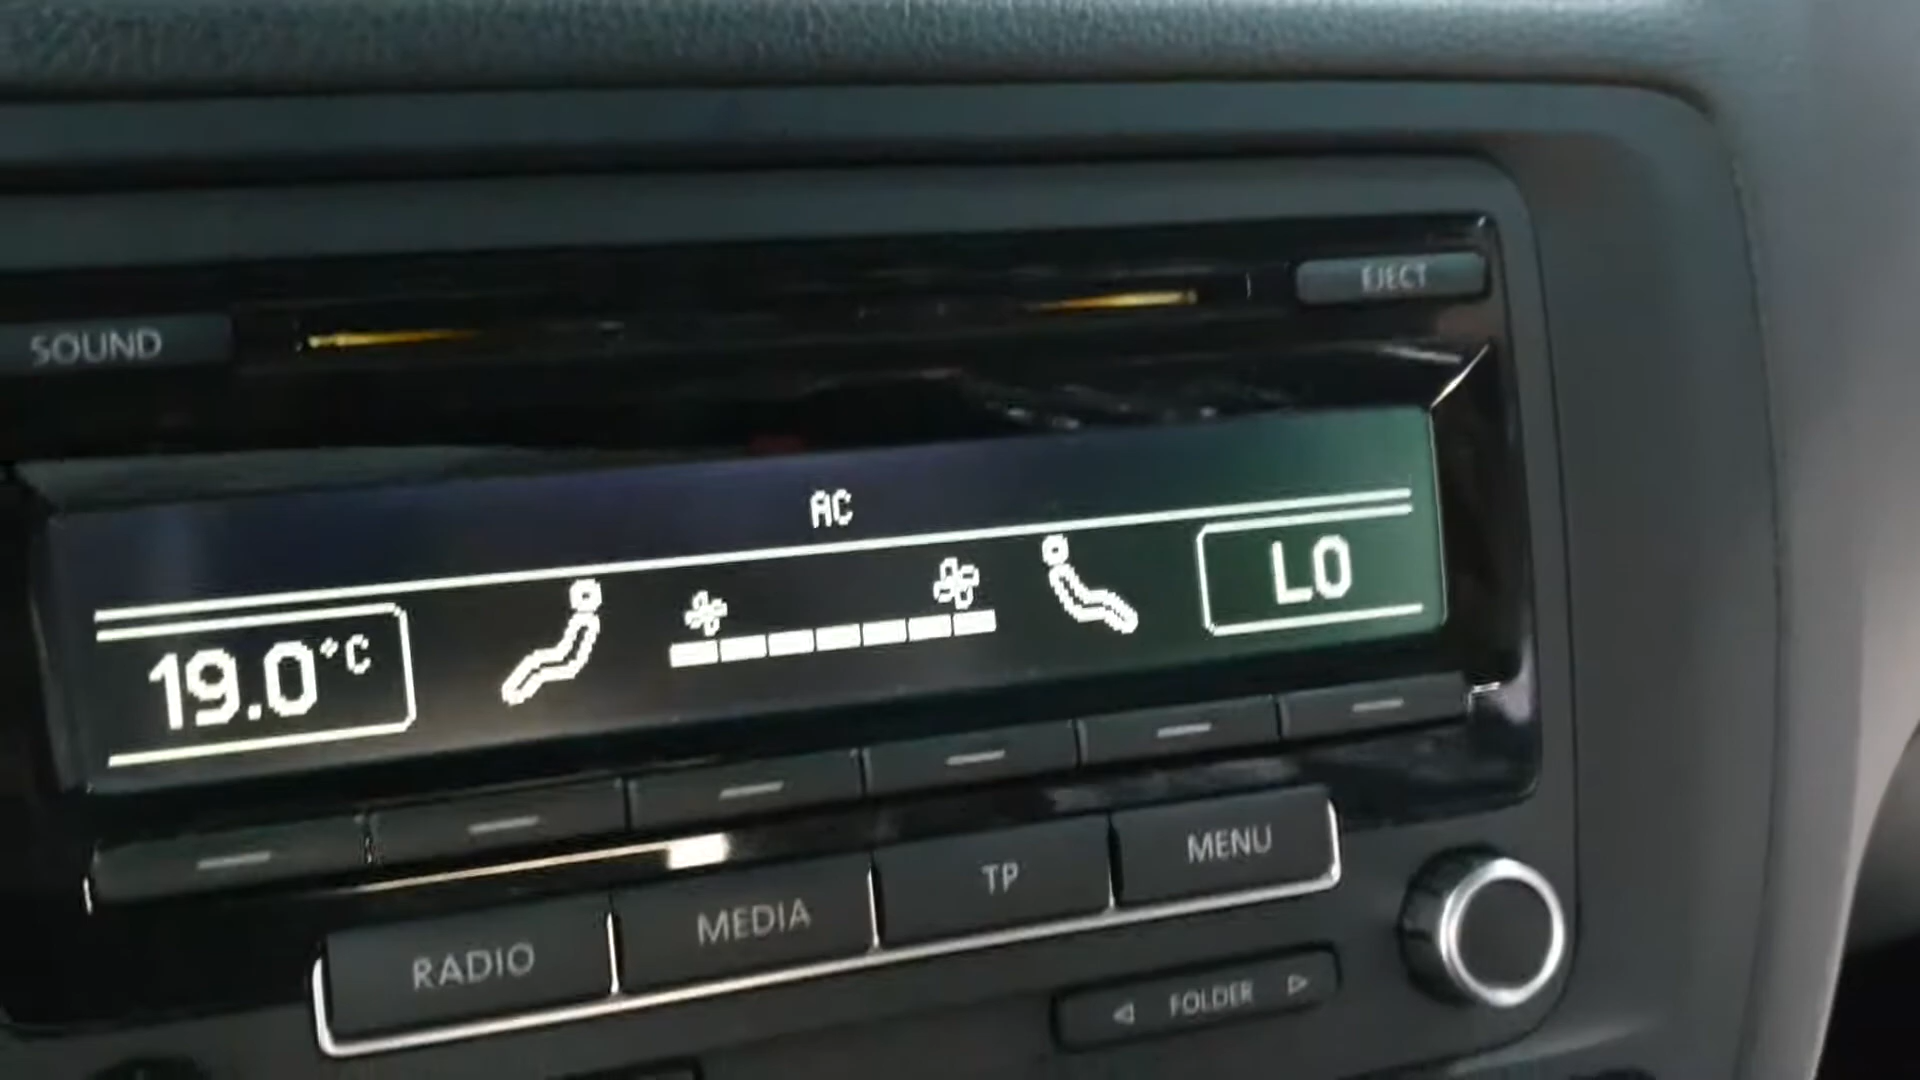 SOUND
EJECT
AC
19.0°C
LO
RADIO
MEDIA
TP
MENU
FOLDER